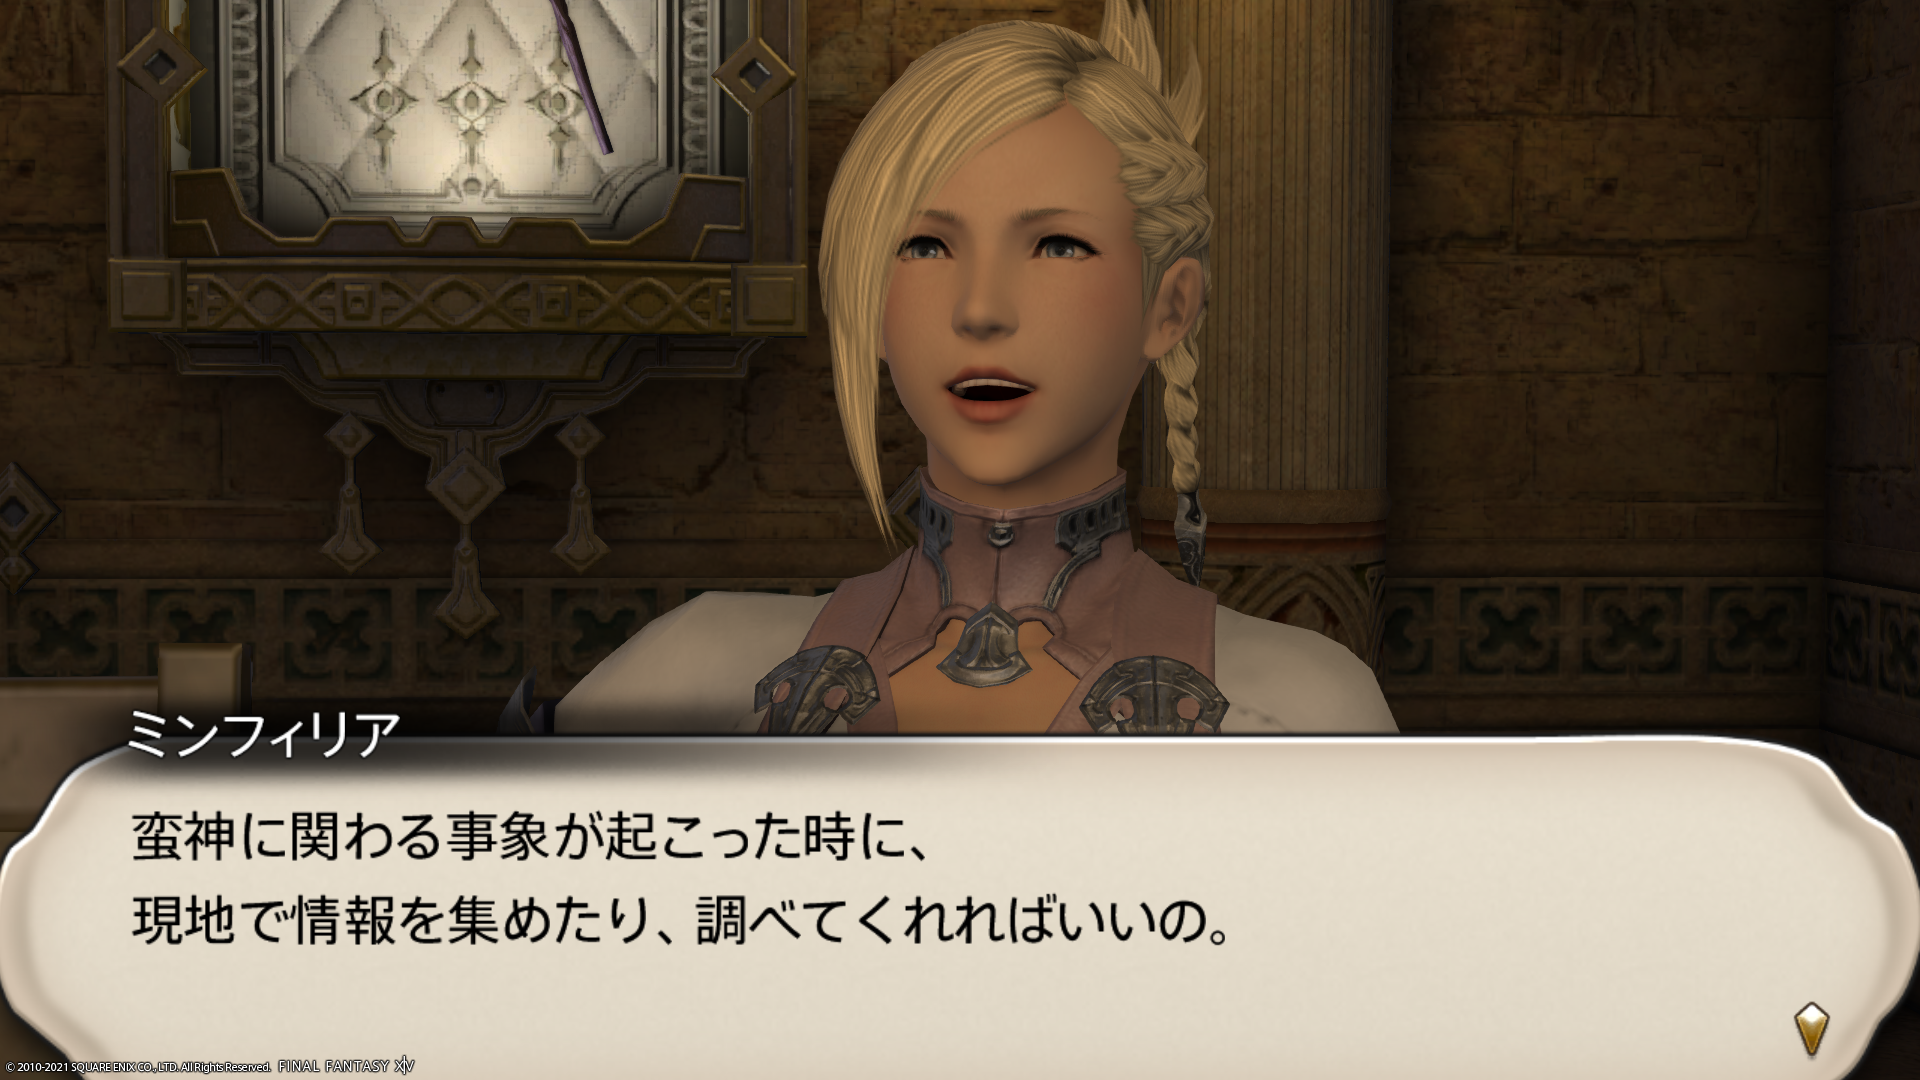 ミンフィリア
蛮神に関わる事象が起こった時に、
現地で情報を集めたり、調べてくれればいいの。
© 2010-2021 SQUARE ENIX CO., LTD. All Rights Reserved. FINAL FANTASY XIV